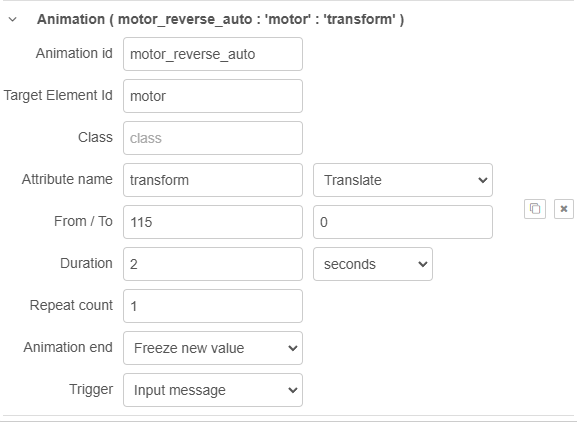 Animation ( motor_reverse_auto : 'motor' : 'transform' )
Animation id motor_reverse_auto
Target Element Id motor
Class class
Attribute name transform Translate
From / To 115 0
Duration 2 seconds
Repeat count 1
Animation end Freeze new value
Trigger Input message